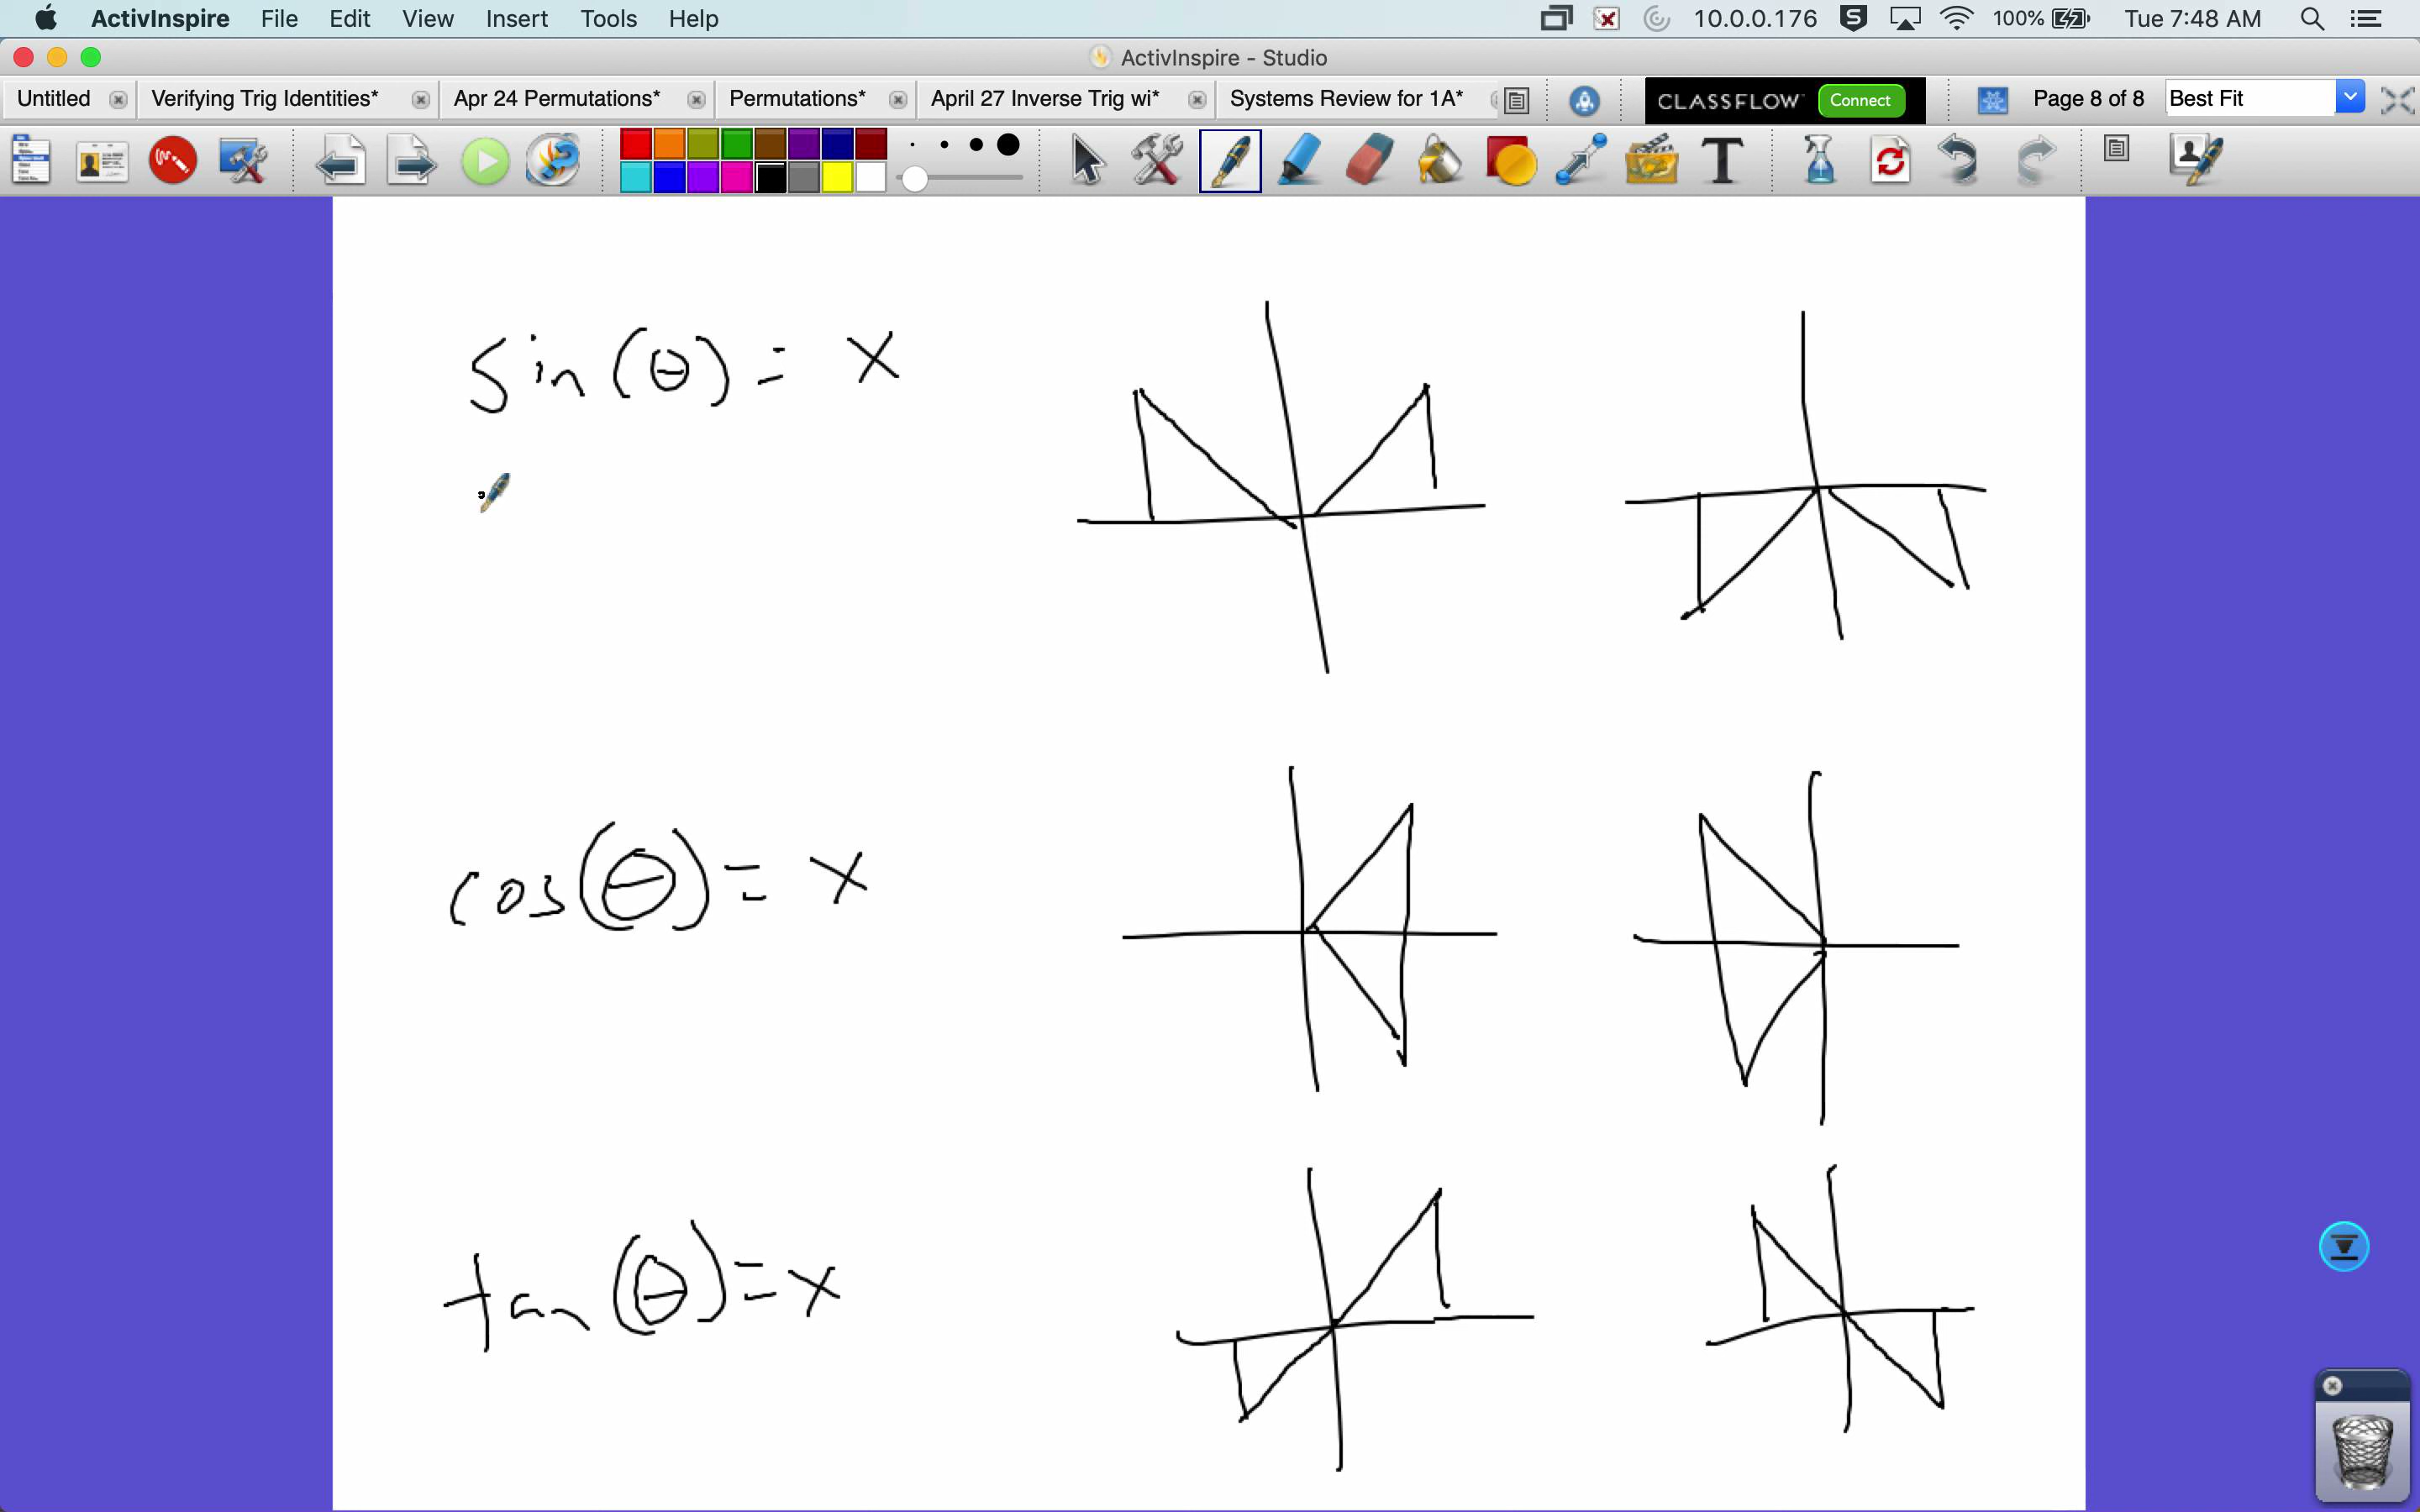 ActivInspire File Edit View Insert Tools Help 10.0.0.176 S 100% Tue 7:48 AM
ActivInspire - Studio
Untitled Verifying Trig Identities* Apr 24 Permutations* Permutations* April 27 Inverse Trig wi* Systems Review for 1A* CLASSFLOW Connect Page 8 of 8 Best Fit
T
Sin(θ) = x
cos(θ) = x
tan(θ) = x